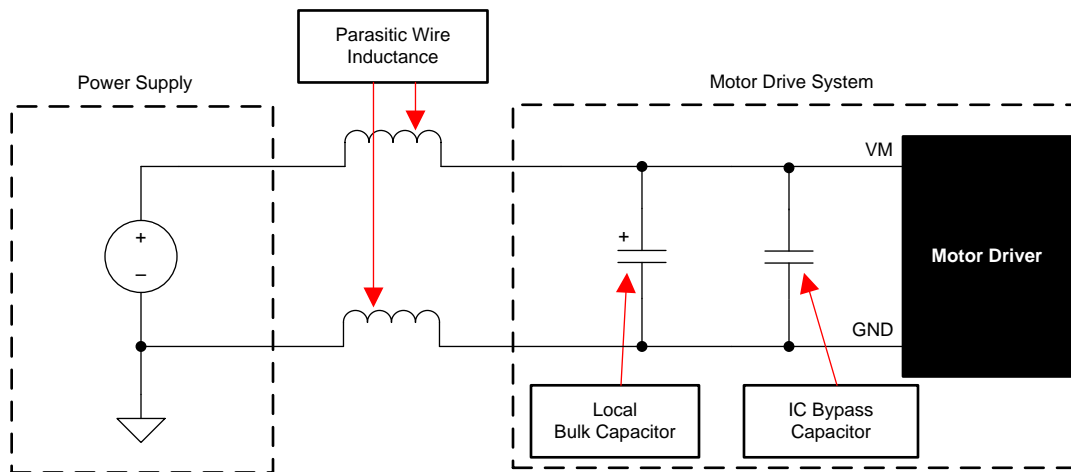 Parasitic Wire
Inductance
Power Supply
Motor Drive System
VM
+
−
+
Motor Driver
GND
Local
Bulk Capacitor
IC Bypass
Capacitor